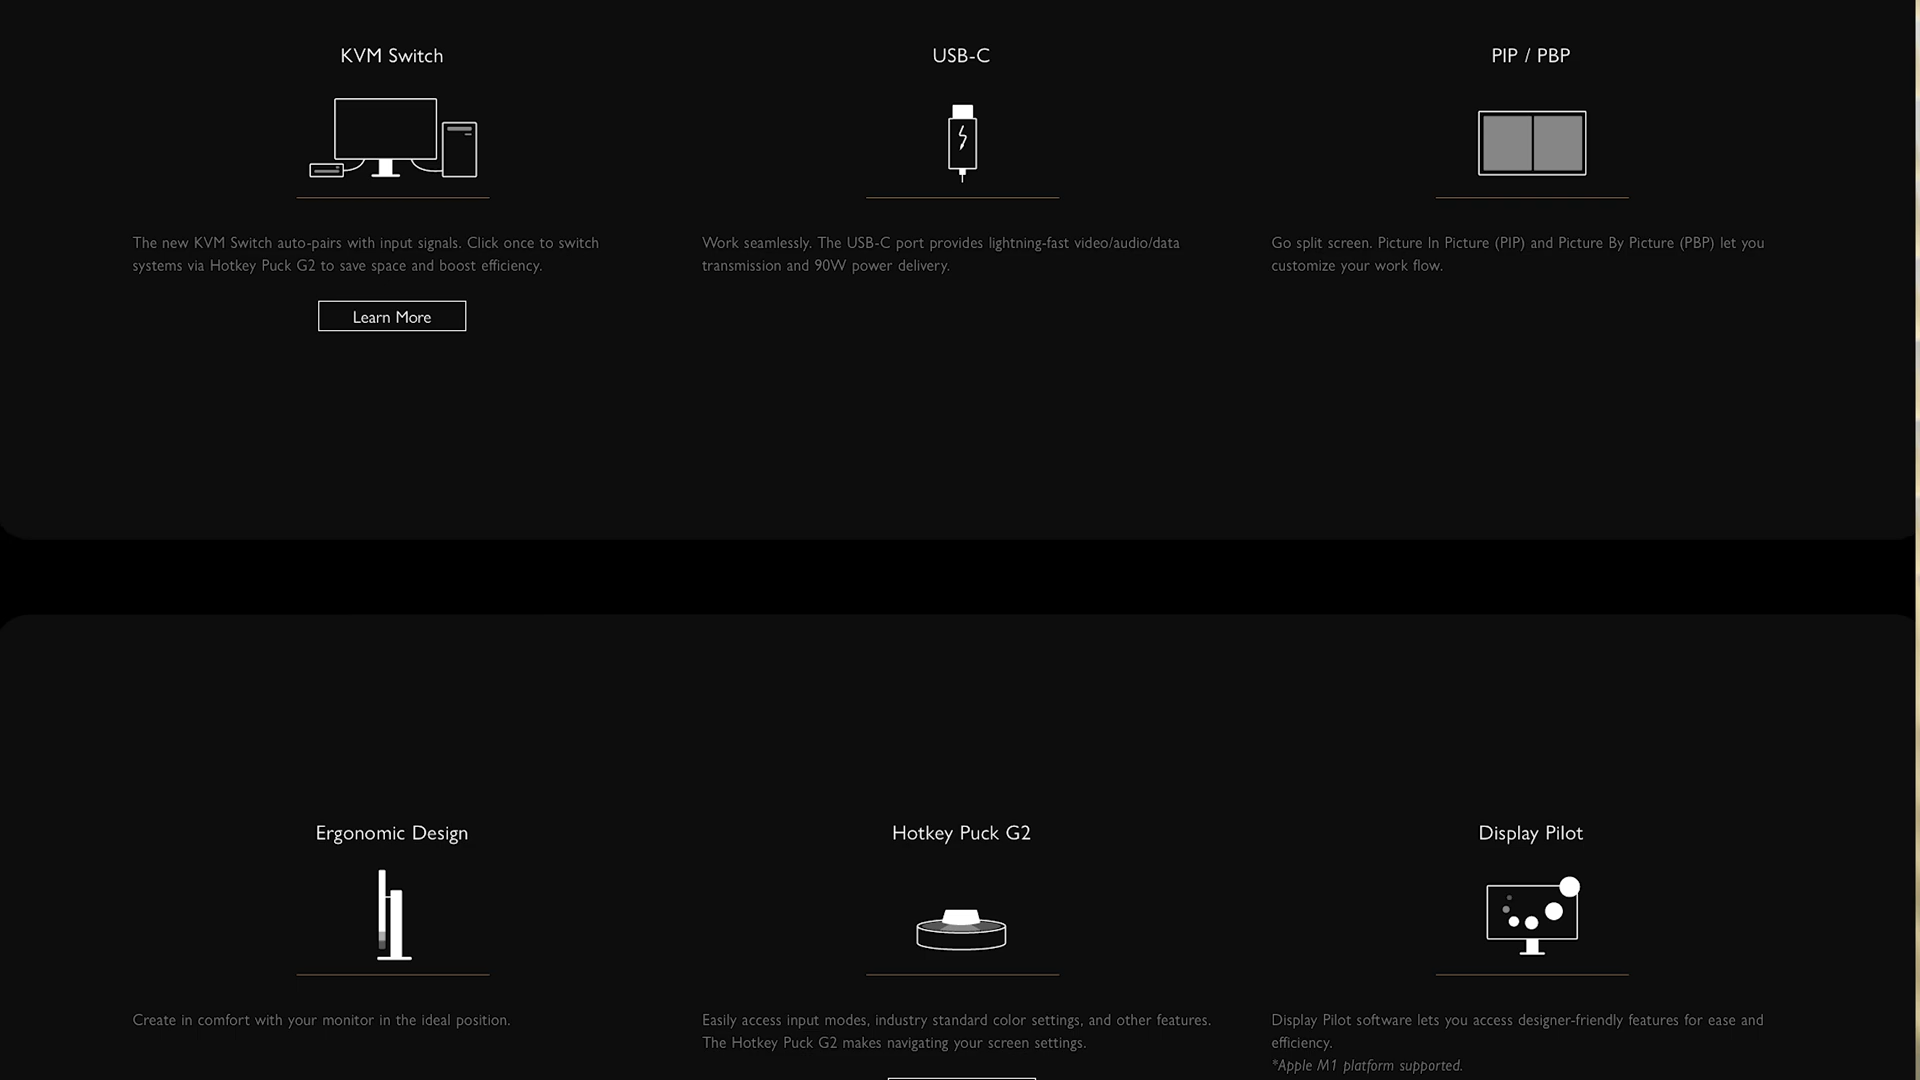 KVM Switch
USB-C
PIP / PBP
The new KVM Switch auto-pairs with input signals. Click once to switch
systems via Hotkey Puck G2 to save space and boost efficiency.
Learn More
Work seamlessly. The USB-C port provides lightning-fast video/audio/data
transmission and 90W power delivery.
Go split screen. Picture In Picture (PIP) and Picture By Picture (PBP) let you
customize your work flow.
Ergonomic Design
Hotkey Puck G2
Display Pilot
Create in comfort with your monitor in the ideal position.
Easily access input modes, industry standard color settings, and other features.
The Hotkey Puck G2 makes navigating your screen settings.
Display Pilot software lets you access designer-friendly features for ease and
efficiency.
*Apple M1 platform supported.